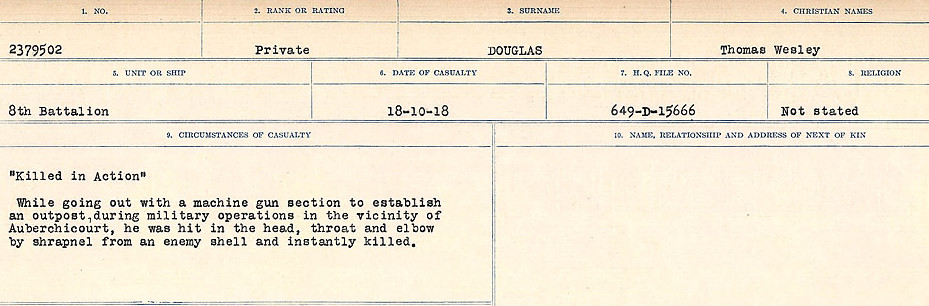 1. NO. 2. RANK OR RATING 3. SURNAME 4. CHRISTIAN NAMES
2379502 Private DOUGLAS Thomas Wesley
5. UNIT OR SHIP 6. DATE OF CASUALTY 7. H.Q. FILE NO. 8. RELIGION
8th Battalion 18-10-18 649-D-15666 Not stated
9. CIRCUMSTANCES OF CASUALTY 10. NAME, RELATIONSHIP AND ADDRESS OF NEXT OF KIN
"Killed in Action"
While going out with a machine gun section to establish
an outpost,during military operations in the vicinity of
Auberchicourt, he was hit in the head, throat and elbow
by shrapnel from an enemy shell and instantly killed.